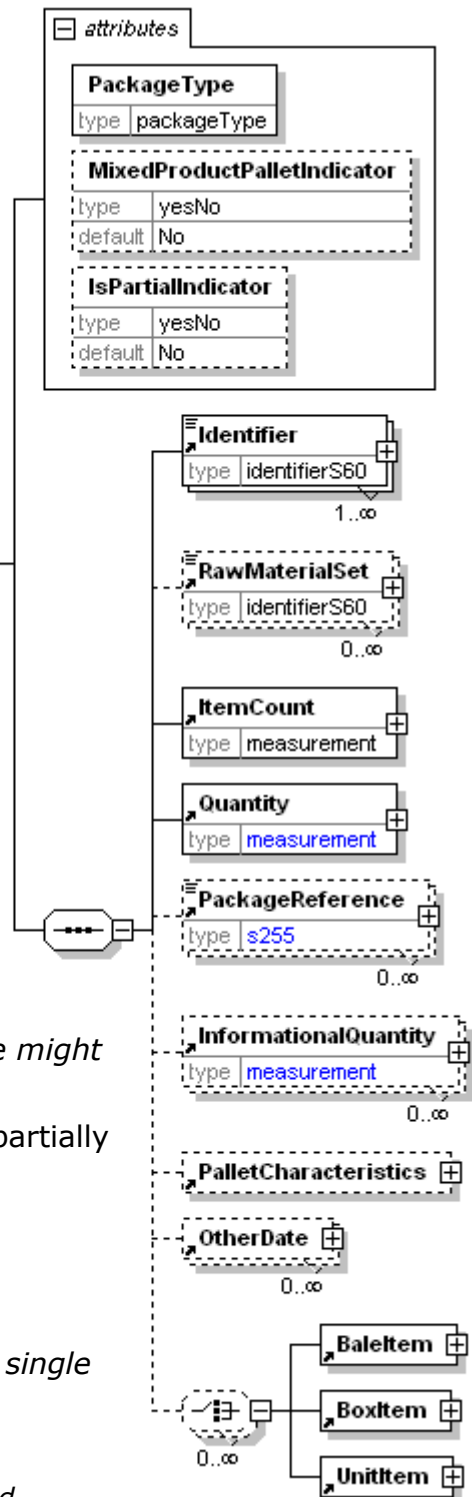 attributes
PackageType
type packageType
MixedProductPalletIndicator
type yesNo
default No
IsPartialIndicator
type yesNo
default No
Identifier
type identifierS60
1..∞
RawMaterialSet
type identifierS60
0..∞
ItemCount
type measurement
Quantity
type measurement
PackageReference
type s255
0..∞
e might
InformationalQuantity
type measurement
0..∞
partially
PalletCharacteristics
OtherDate
0..∞
single
BaleItem
BoxItem
0..∞
UnitItem